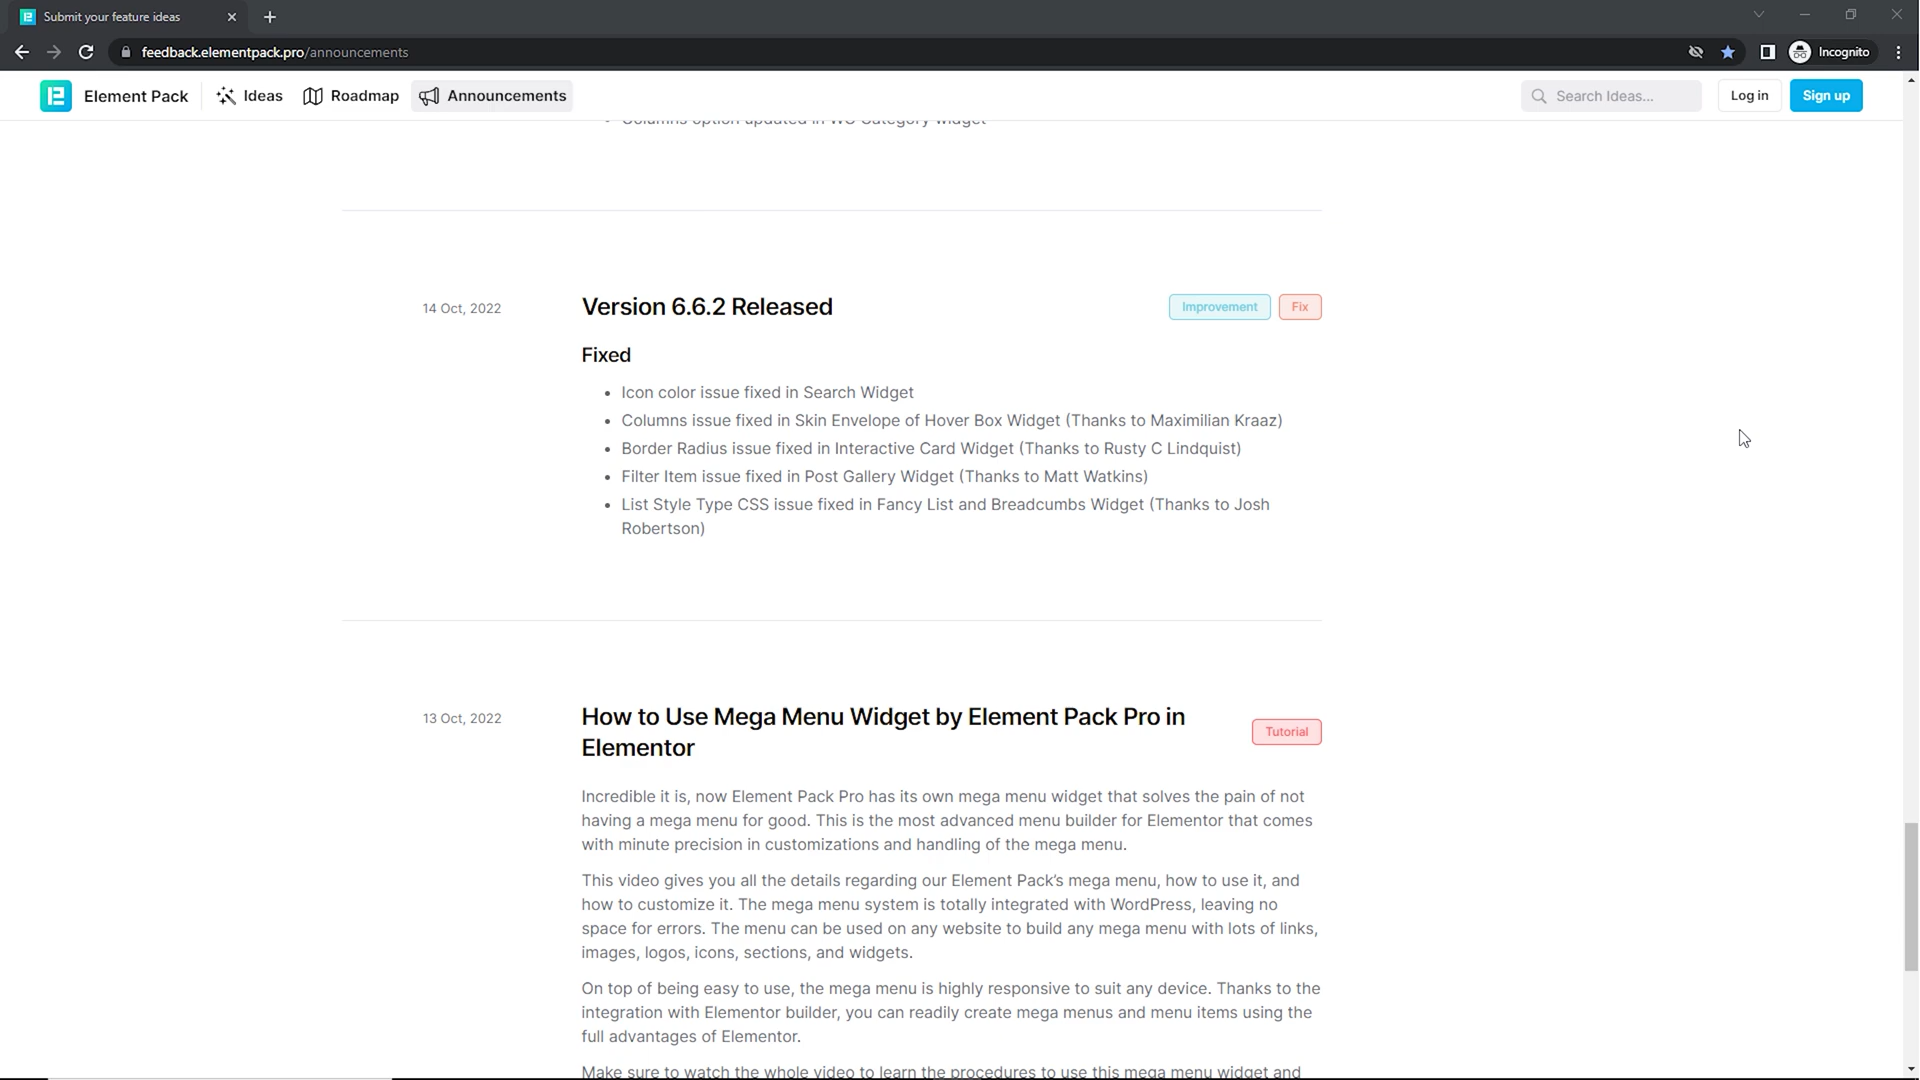 Submit your feature ideas
feedback.elementpack.pro/announcements
Incognito
Element Pack
Ideas
Roadmap
Announcements
Search Ideas...
Log in
Sign up
Columns option updated in WC Category widget
14 Oct, 2022
Version 6.6.2 Released
Improvement
Fix
Fixed
Icon color issue fixed in Search Widget
Columns issue fixed in Skin Envelope of Hover Box Widget (Thanks to Maximilian Kraaz)
Border Radius issue fixed in Interactive Card Widget (Thanks to Rusty C Lindquist)
Filter Item issue fixed in Post Gallery Widget (Thanks to Matt Watkins)
List Style Type CSS issue fixed in Fancy List and Breadcumbs Widget (Thanks to Josh
Robertson)
13 Oct, 2022
How to Use Mega Menu Widget by Element Pack Pro in
Elementor
Tutorial
Incredible it is, now Element Pack Pro has its own mega menu widget that solves the pain of not
having a mega menu for good. This is the most advanced menu builder for Elementor that comes
with minute precision in customizations and handling of the mega menu.
This video gives you all the details regarding our Element Pack's mega menu, how to use it, and
how to customize it. The mega menu system is totally integrated with WordPress, leaving no
space for errors. The menu can be used on any website to build any mega menu with lots of links,
images, logos, icons, sections, and widgets.
On top of being easy to use, the mega menu is highly responsive to suit any device. Thanks to the
integration with Elementor builder, you can readily create mega menus and menu items using the
full advantages of Elementor.
Make sure to watch the whole video to learn the procedures to use this mega menu widget and